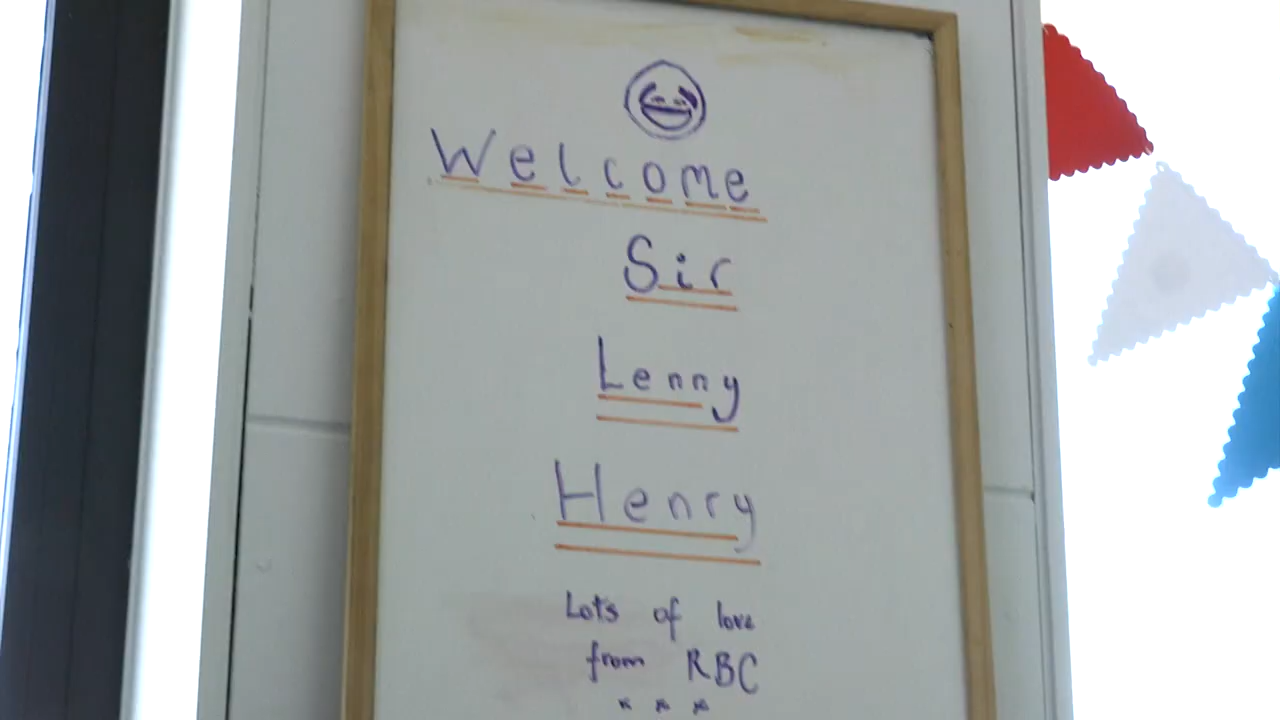 Welcome
Sir
Lenny
Henry
Lots of love
from RBC
x x x